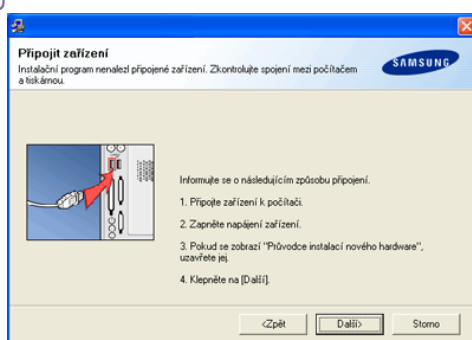 Připojit zařízení
Instalační program nenalezl připojené zařízení. Zkontrolujte spojení mezi počítačem
a tiskárnou.
SAMSUNG
Informujte se o následujícím způsobu připojení.
1. Připojte zařízení k počítači.
2. Zapněte napájení zařízení.
3. Pokud se zobrazí "Průvodce instalací nového hardware",
uzavřete jej.
4. Klepněte na [Další].
<Zpět
Další>
Storno